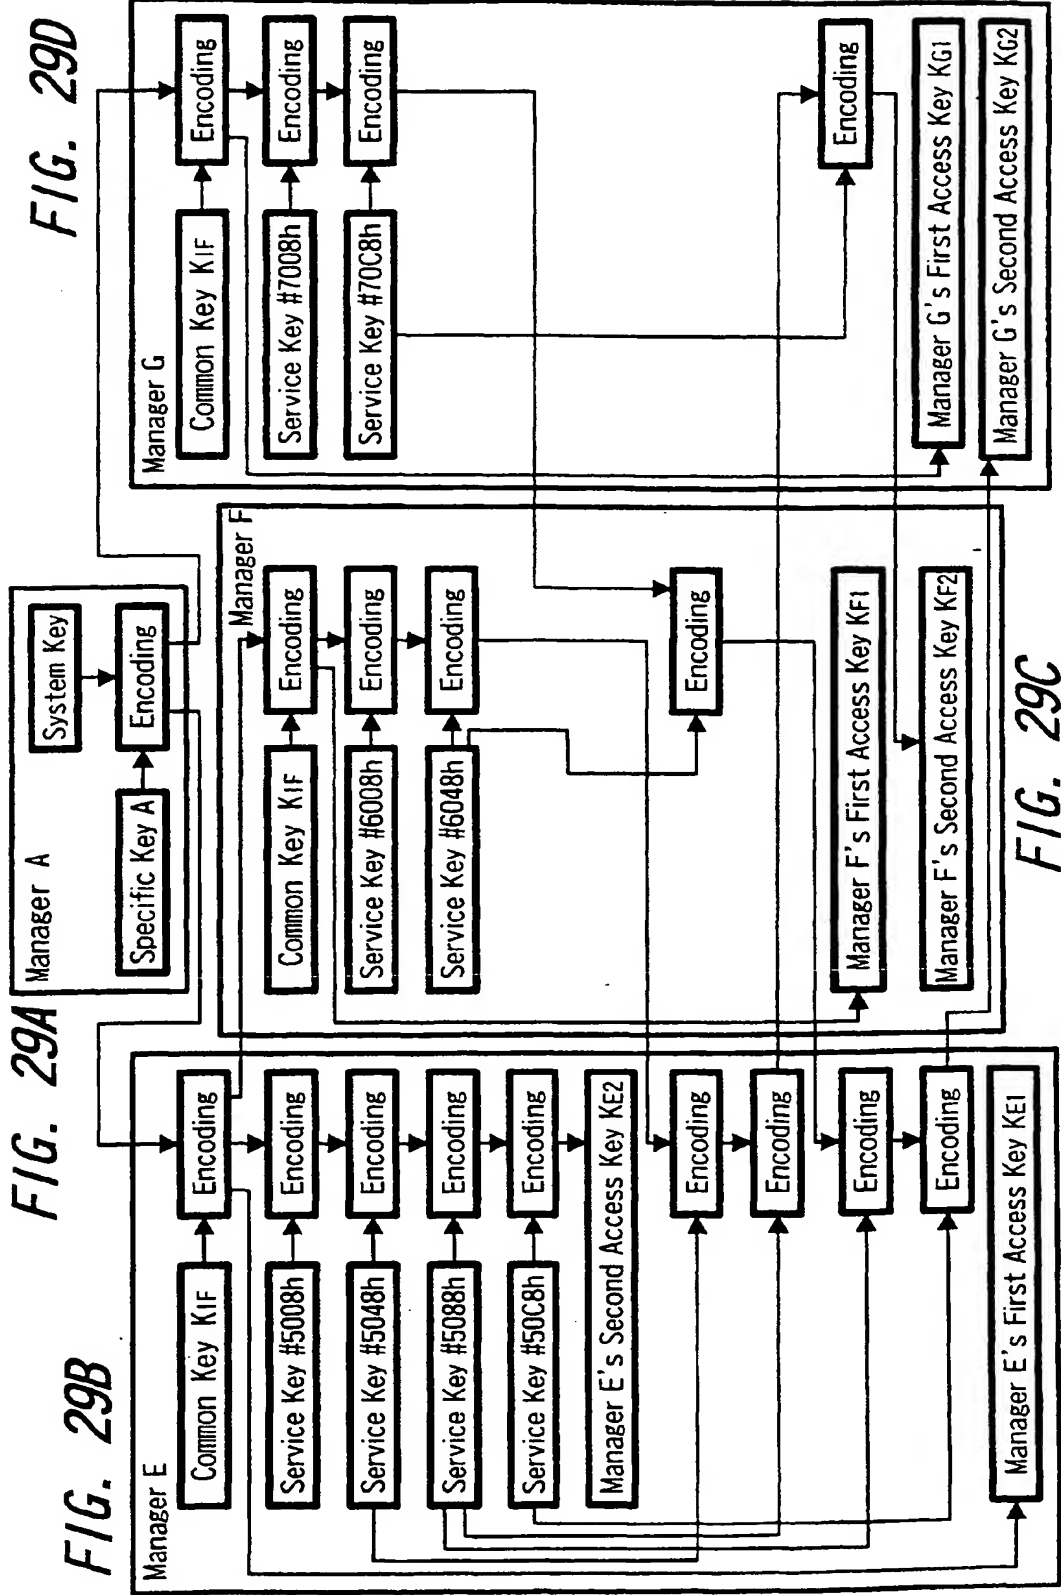 FIG. 29A
Manager A
System Key
Specific Key A
Encoding
FIG. 29B
Manager E
Common Key KIF
Encoding
Service Key #5008h
Encoding
Service Key #5048h
Encoding
Service Key #5088h
Encoding
Service Key #50C8h
Encoding
Manager E's Second Access Key KE2
Encoding
Encoding
Encoding
Encoding
Manager E's First Access Key KE1
FIG. 29C
Manager F
Common Key KIF
Encoding
Service Key #6008h
Encoding
Service Key #6048h
Encoding
Encoding
Manager F's First Access Key KF1
Manager F's Second Access Key KF2
FIG. 29D
Manager G
Common Key KIF
Encoding
Service Key #7008h
Encoding
Service Key #70C8h
Encoding
Encoding
Manager G's First Access Key KG1
Manager G's Second Access Key KG2